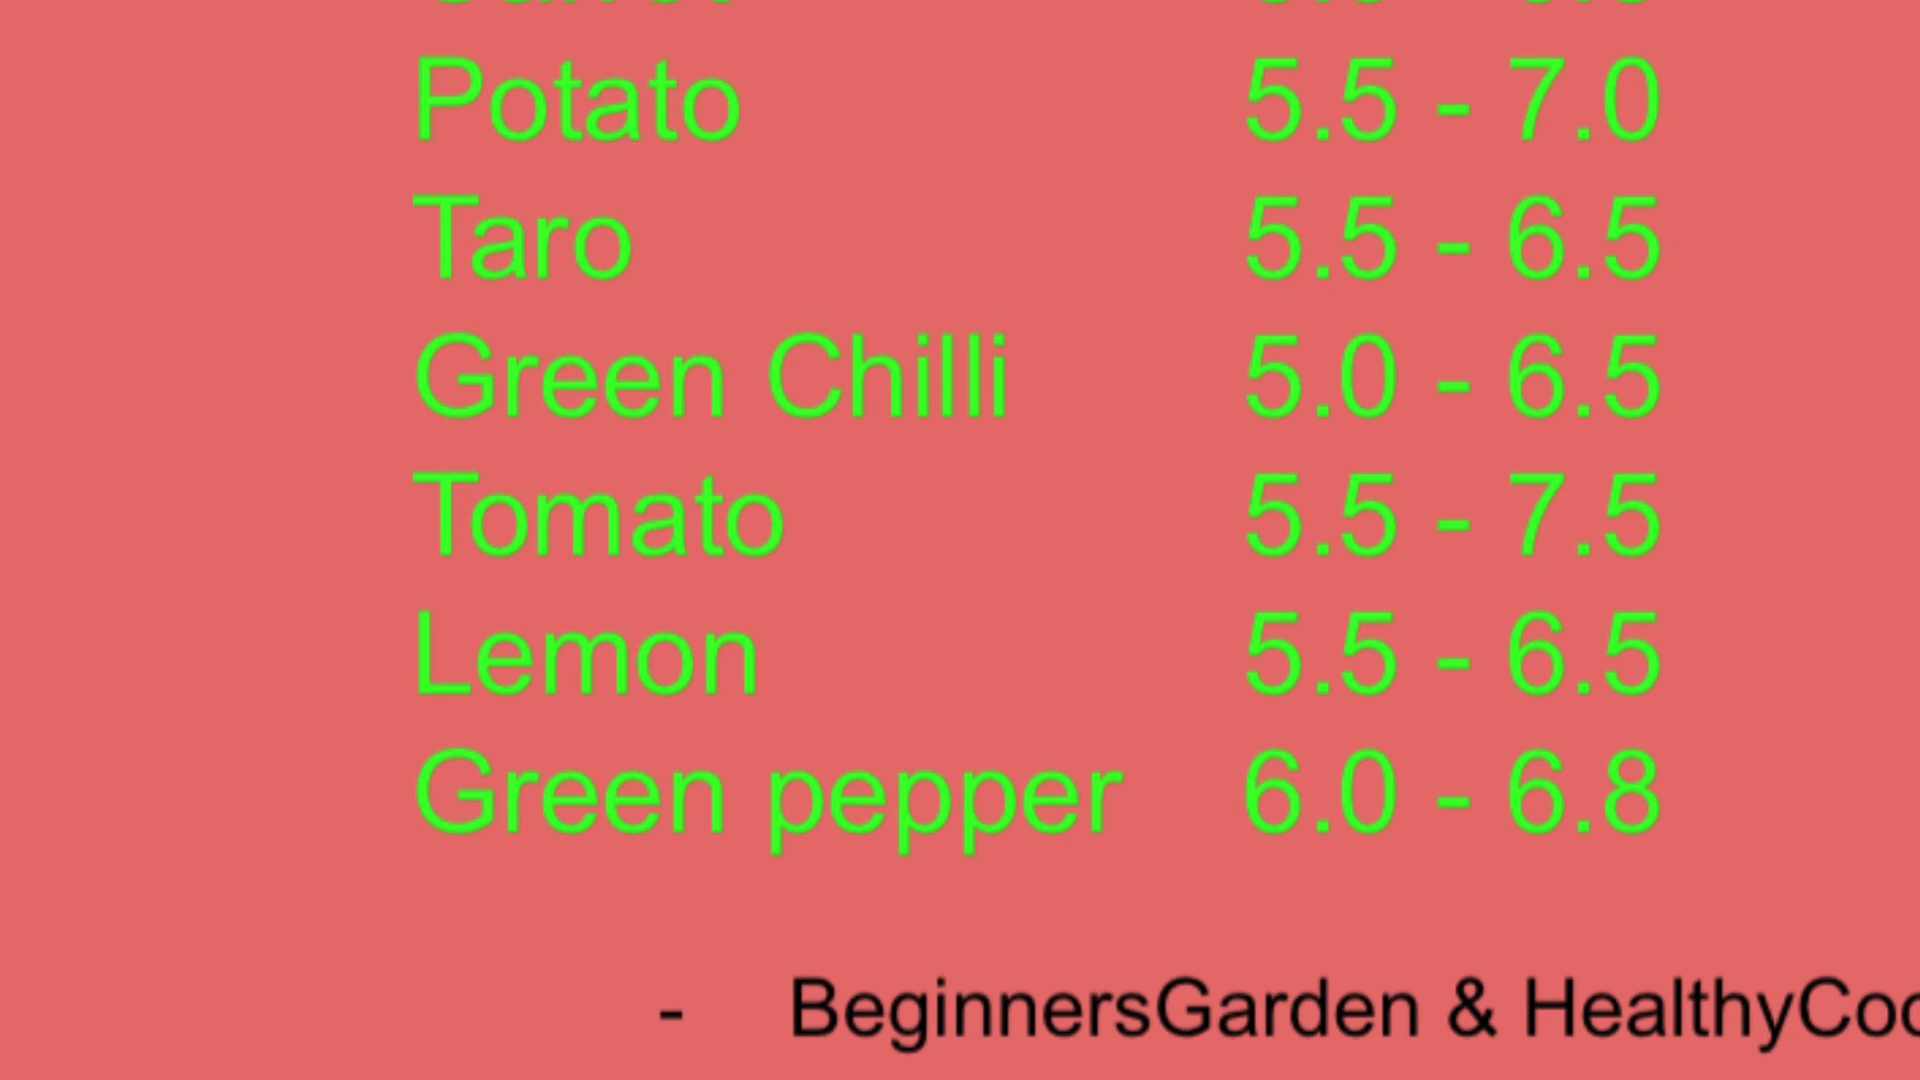 Potato 5.5 - 7.0
Taro 5.5 - 6.5
Green Chilli 5.0 - 6.5
Tomato 5.5 - 7.5
Lemon 5.5 - 6.5
Green pepper 6.0 - 6.8
- BeginnersGarden &